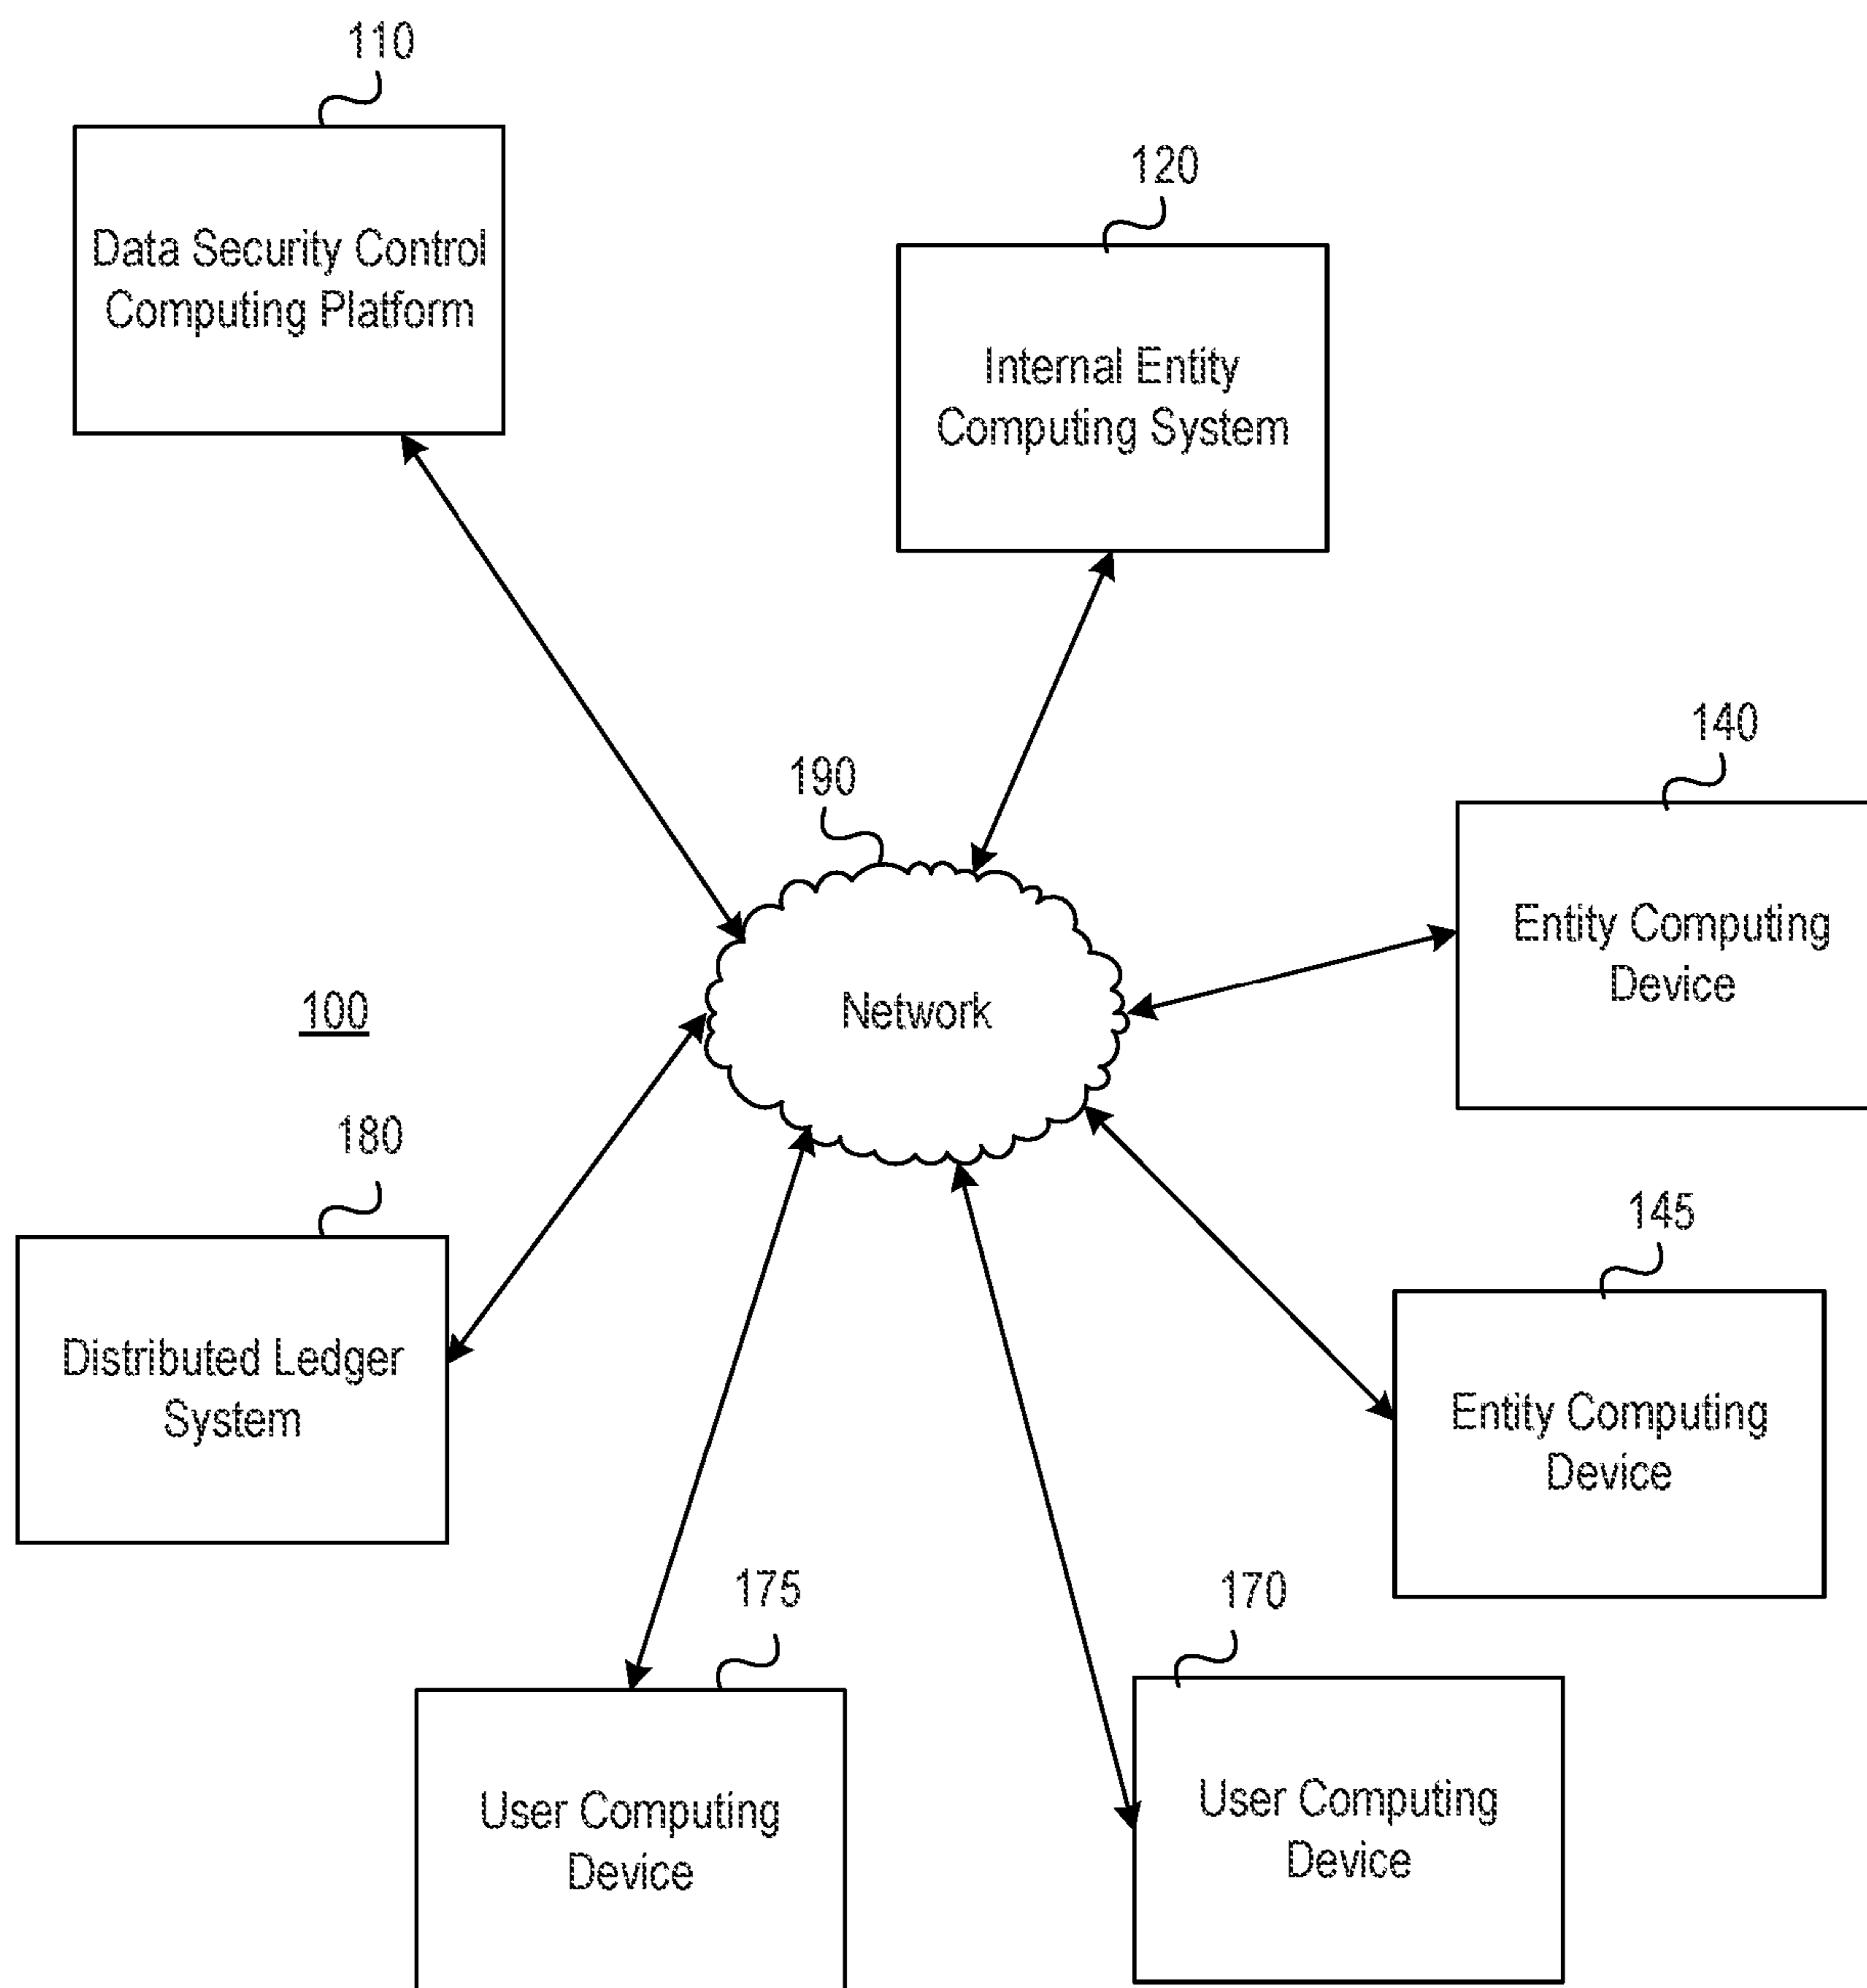 110
Data Security Control
Computing Platform
120
Internal Entity
Computing System
140
Entity Computing
Device
190
Network
100
180
Distributed Ledger
System
145
Entity Computing
Device
175
User Computing
Device
170
User Computing
Device